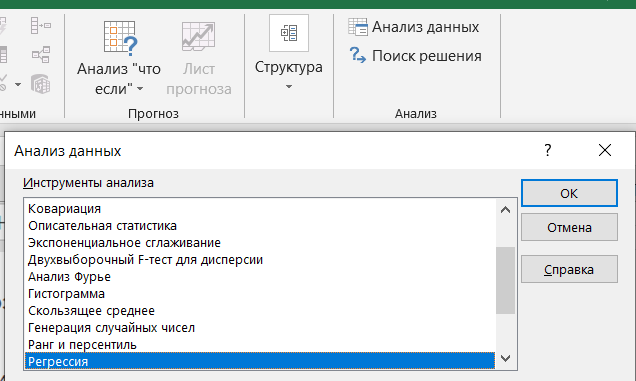 Анализ "что
если"
Лист
прогноза
Прогноз
Структура
Анализ данных
Поиск решения
Анализ
нными
Анализ данных
?
Инструменты анализа
Ковариация
Описательная статистика
Экспоненциальное сглаживание
Двухвыборочный F-тест для дисперсии
Анализ Фурье
Гистограмма
Скользящее среднее
Генерация случайных чисел
Ранг и персентиль
Регрессия
ОК
Отмена
Справка